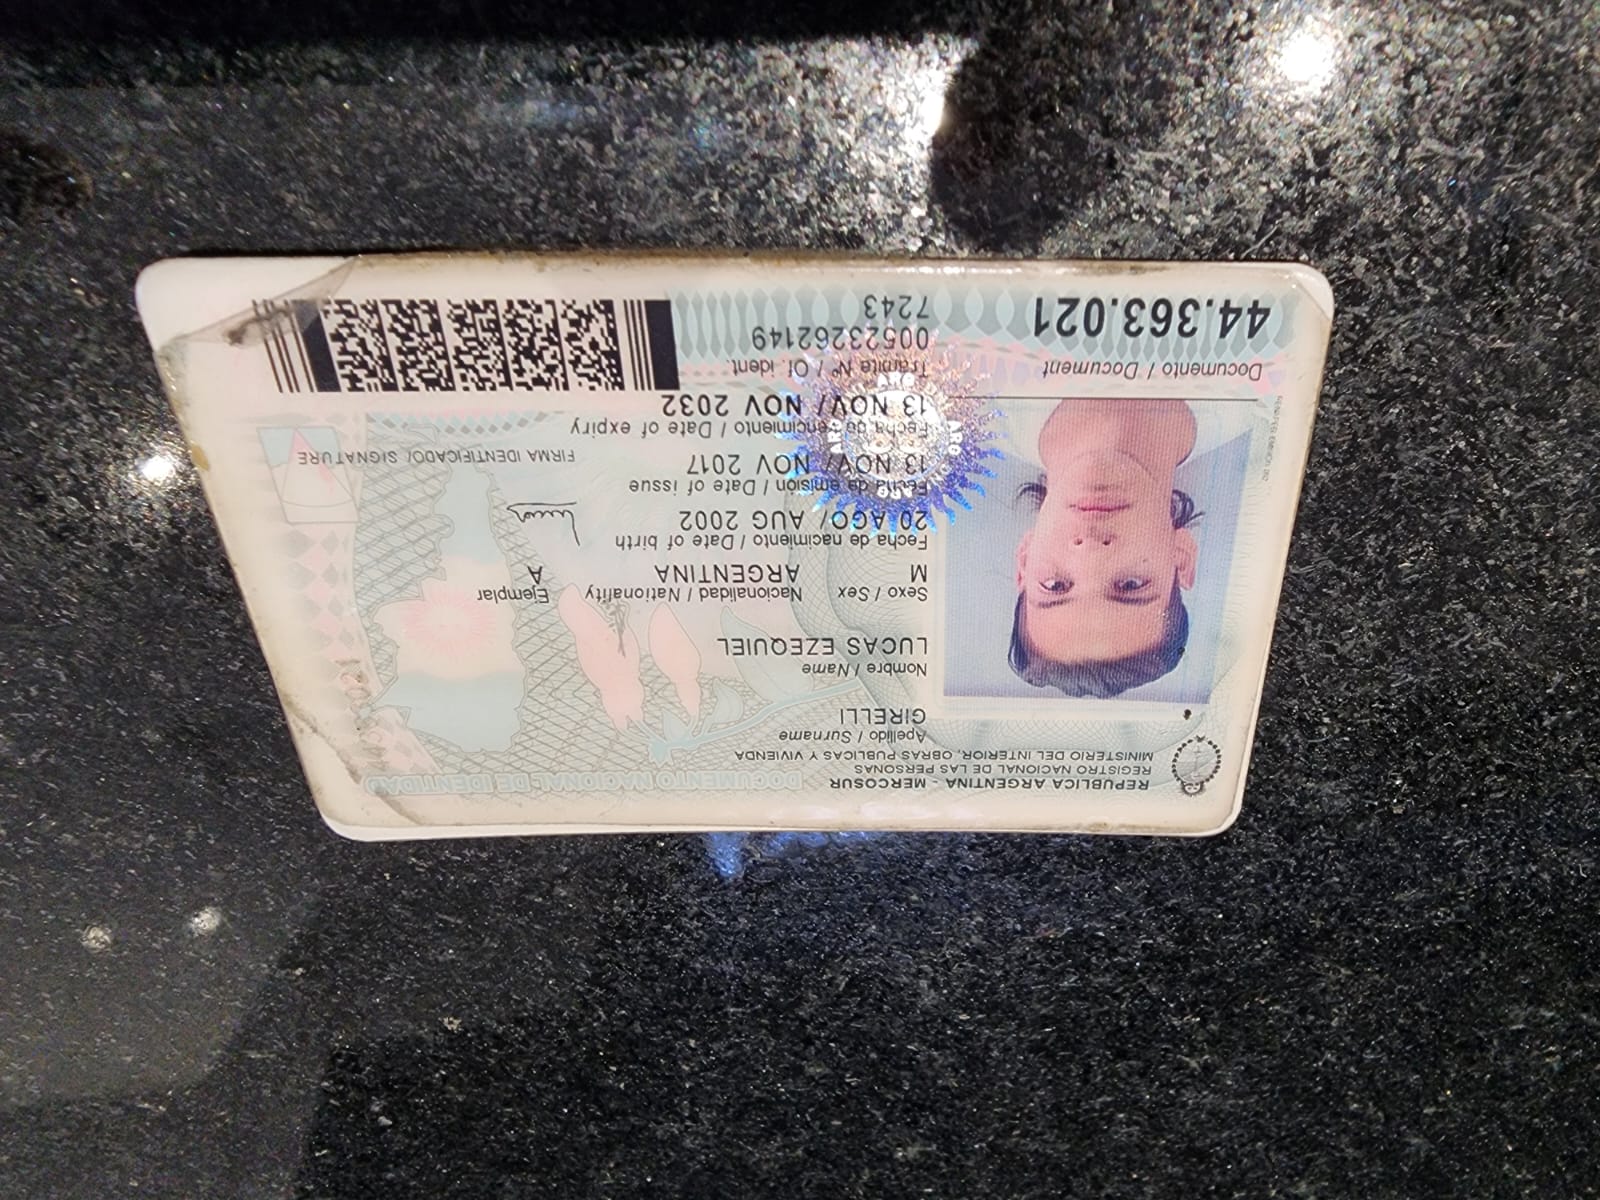 REPUBLICA ARGENTINA - MERCOSUR
REGISTRO NACIONAL DE LAS PERSONAS
MINISTERIO DEL INTERIOR, OBRAS PUBLICAS Y VIVIENDA
DOCUMENTO NACIONAL DE IDENTIDAD
Apellido / Surname
GIRELLI
Nombre / Name
LUCAS EZEQUIEL
Sexo / Sex Nacionalidad / Nationality Ejemplar
M ARGENTINA A
Fecha de nacimiento / Date of birth
20 AGO/ AUG 2002
Fecha de emisión / Date of issue
13 NOV/ NOV 2017
FIRMA IDENTIFICADO/ SIGNATURE
Fecha de vencimiento / Date of expiry
13 NOV/ NOV 2032
Documento / Document
44.363.021
Trámite Nº / Of. Ident.
00523262149
7243